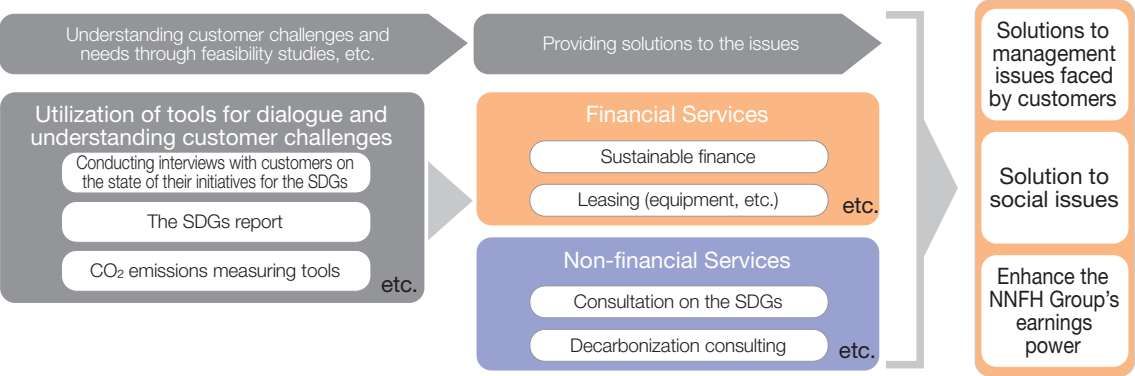 Understanding customer challenges and
needs through feasibility studies, etc.
Providing solutions to the issues
Utilization of tools for dialogue and
understanding customer challenges
Conducting interviews with customers on
the state of their initiatives for the SDGs
The SDGs report
CO₂ emissions measuring tools
etc.
Financial Services
Sustainable finance
Leasing (equipment, etc.)
etc.
Non-financial Services
Consultation on the SDGs
Decarbonization consulting
etc.
Solutions to
management
issues faced
by customers
Solution to
social issues
Enhance the
NNFH Group's
earnings
power